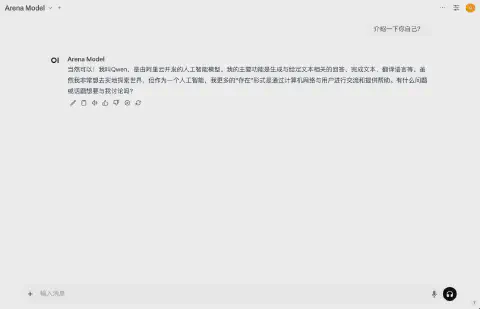 Arena Model
介绍一下你自己？
OI
Arena Model
当然可以！我叫Qwen，是由阿里云开发的人工智能模型。我的主要功能是生成与给定文本相关的回答、完成文本、翻译语言等。虽
然我非常想去实地探索世界，但作为一个人工智能，我更多的“存在”形式是通过计算机网络与用户进行交流和提供帮助。有什么问题
或话题想要与我讨论吗？
输入消息
?